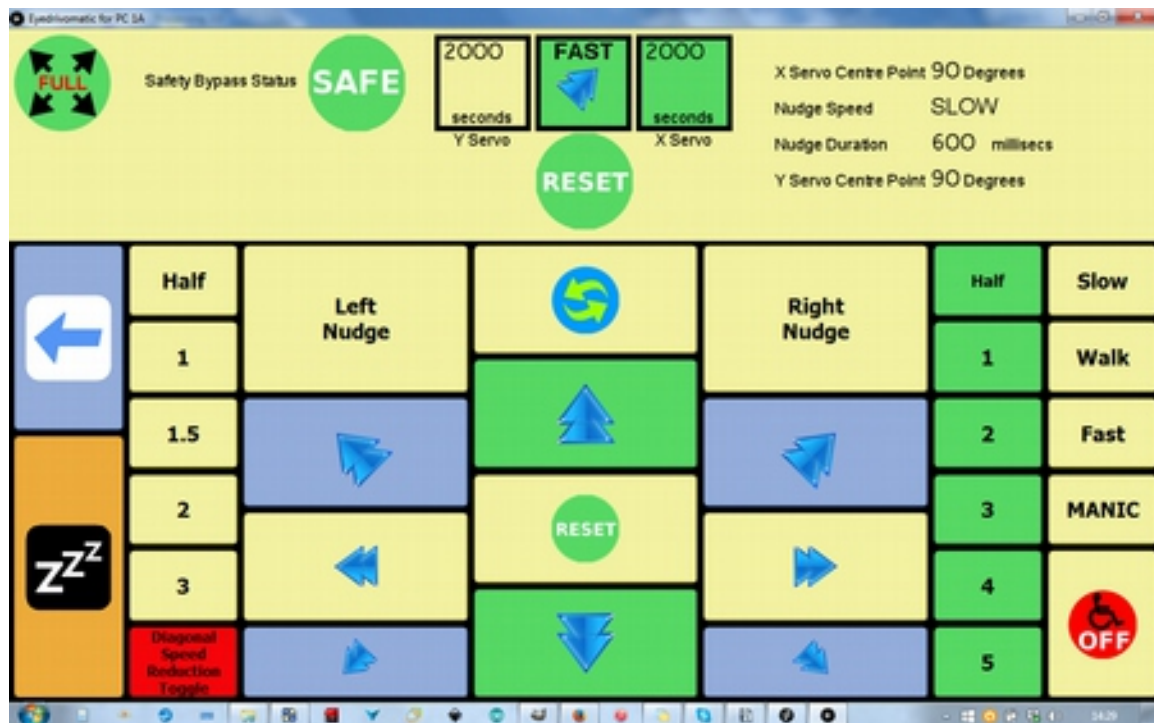 Eyedrivomatic for PC 1A
FULL
Safety Bypass Status
SAFE
2000
seconds
Y Servo
FAST
2000
seconds
X Servo
RESET
X Servo Centre Point 90 Degrees
Nudge Speed SLOW
Nudge Duration 600 millisecs
Y Servo Centre Point 90 Degrees
Half
1
1.5
2
3
Diagonal
Speed
Reduction
Toggle
Left
Nudge
RESET
Right
Nudge
Half
1
2
3
4
5
Slow
Walk
Fast
MANIC
OFF
zzz
14:29